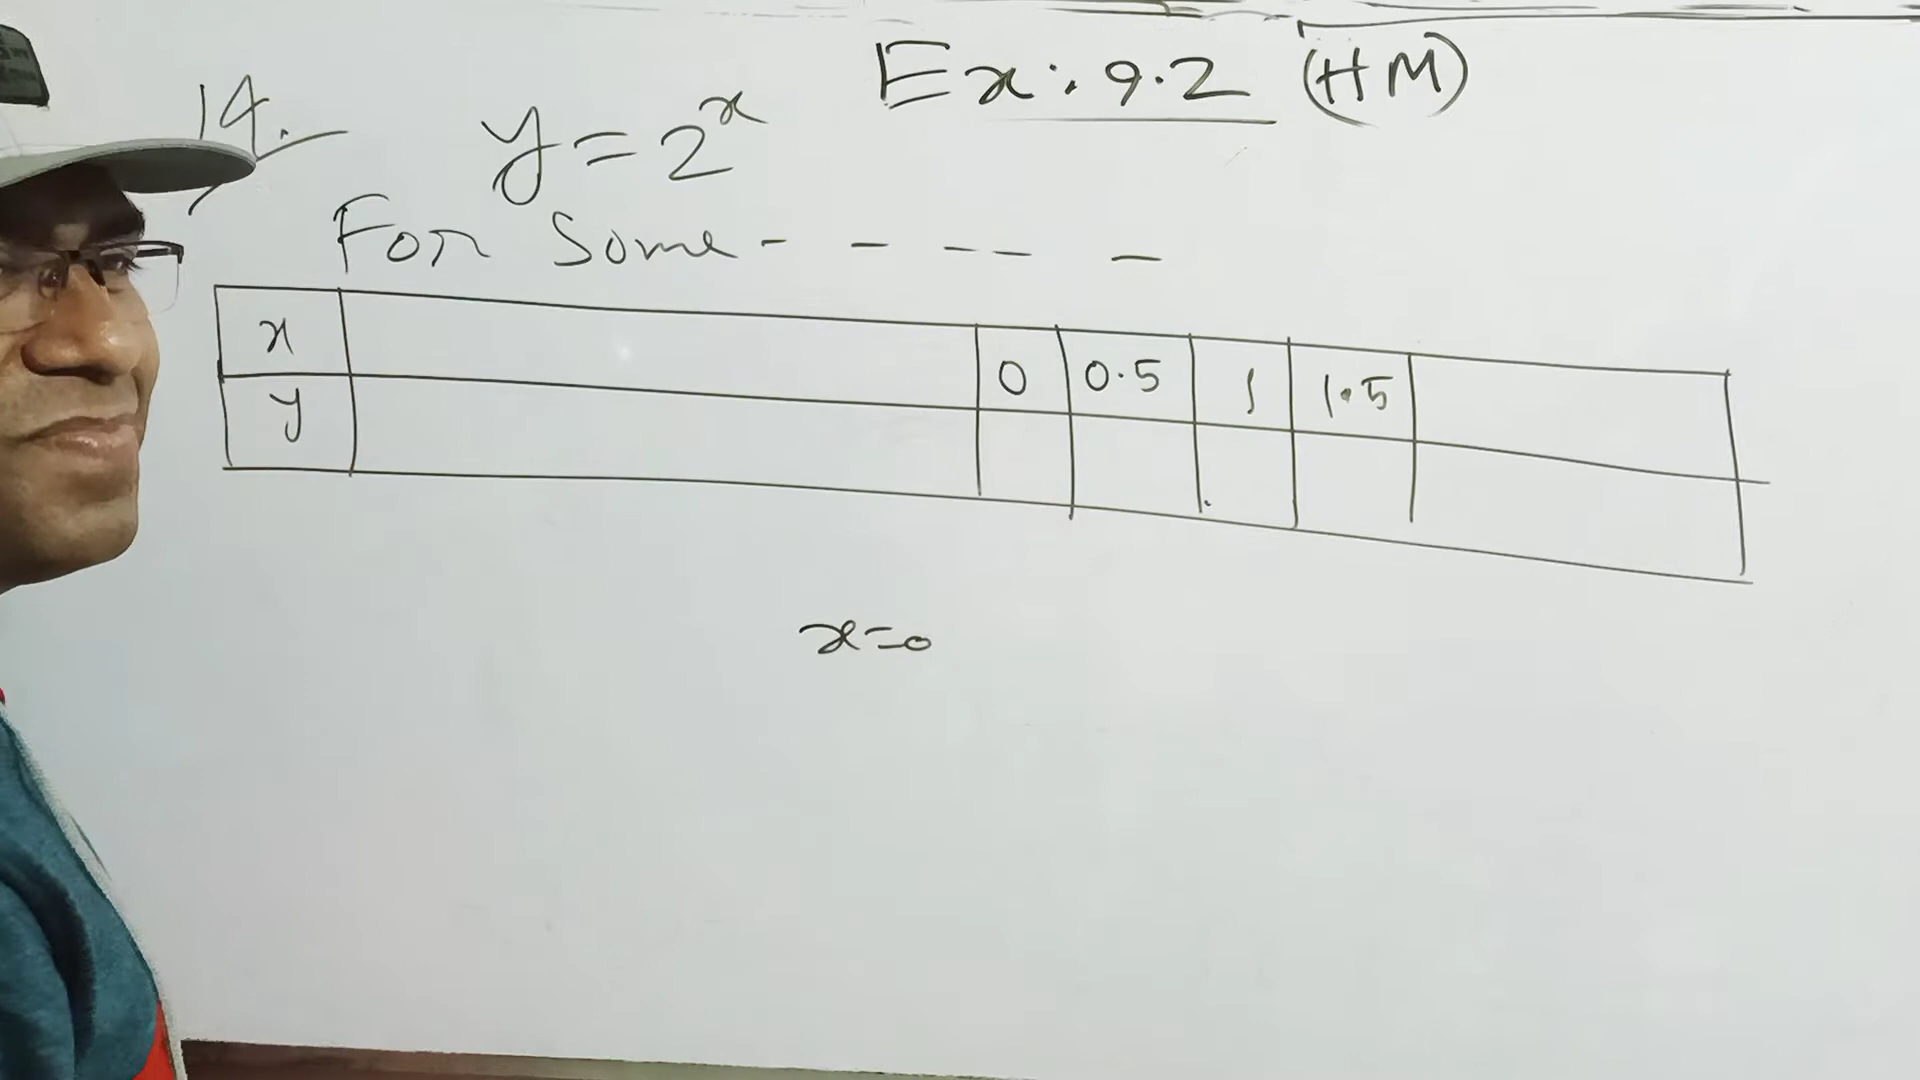 Ex: 9.2 (HM)
14. y = 2^x
For Some - - - - -
x 0 0.5 1 1.5
y
x=0